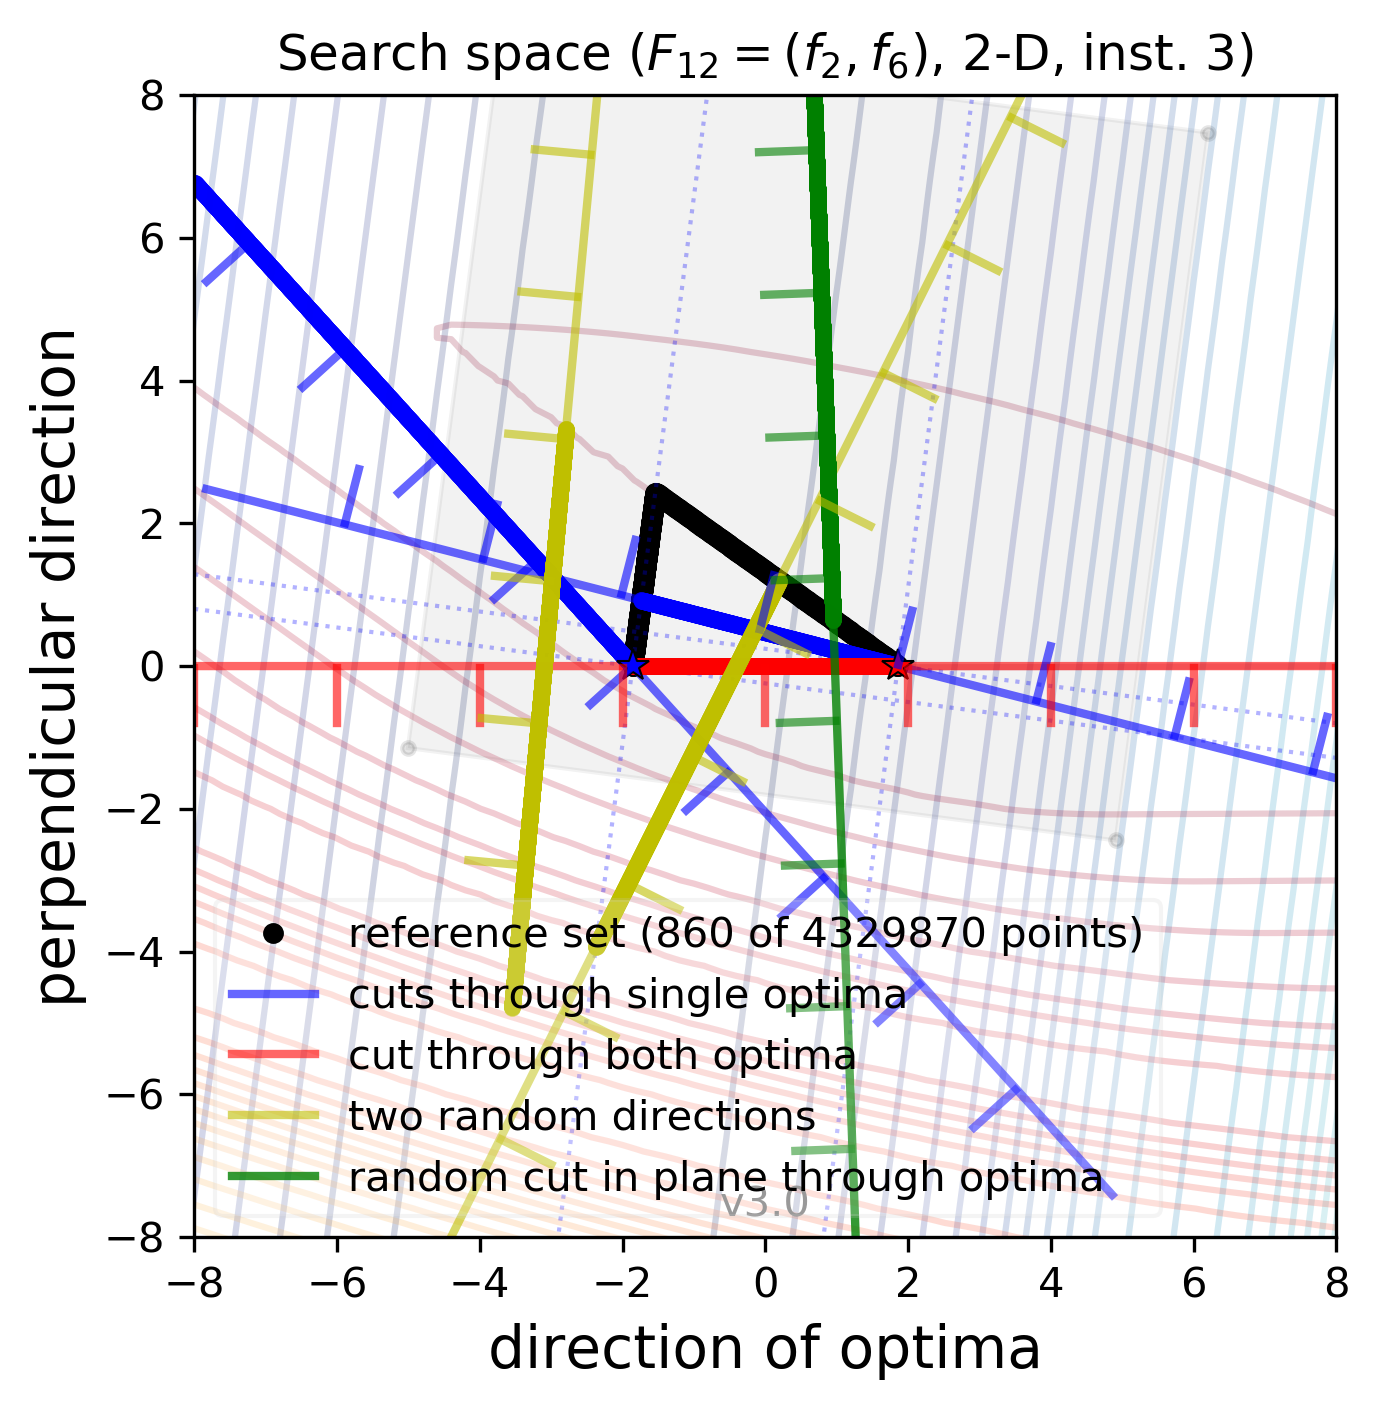 Search space (F12 = (f2, f6), 2-D, inst. 3)
perpendicular direction
8
6
4
2
0
−2
−4
−6
−8
reference set (860 of 4329870 points)
cuts through single optima
cut through both optima
two random directions
random cut in plane through optima
v3.0
−8 −6 −4 −2 0 2 4 6 8
direction of optima